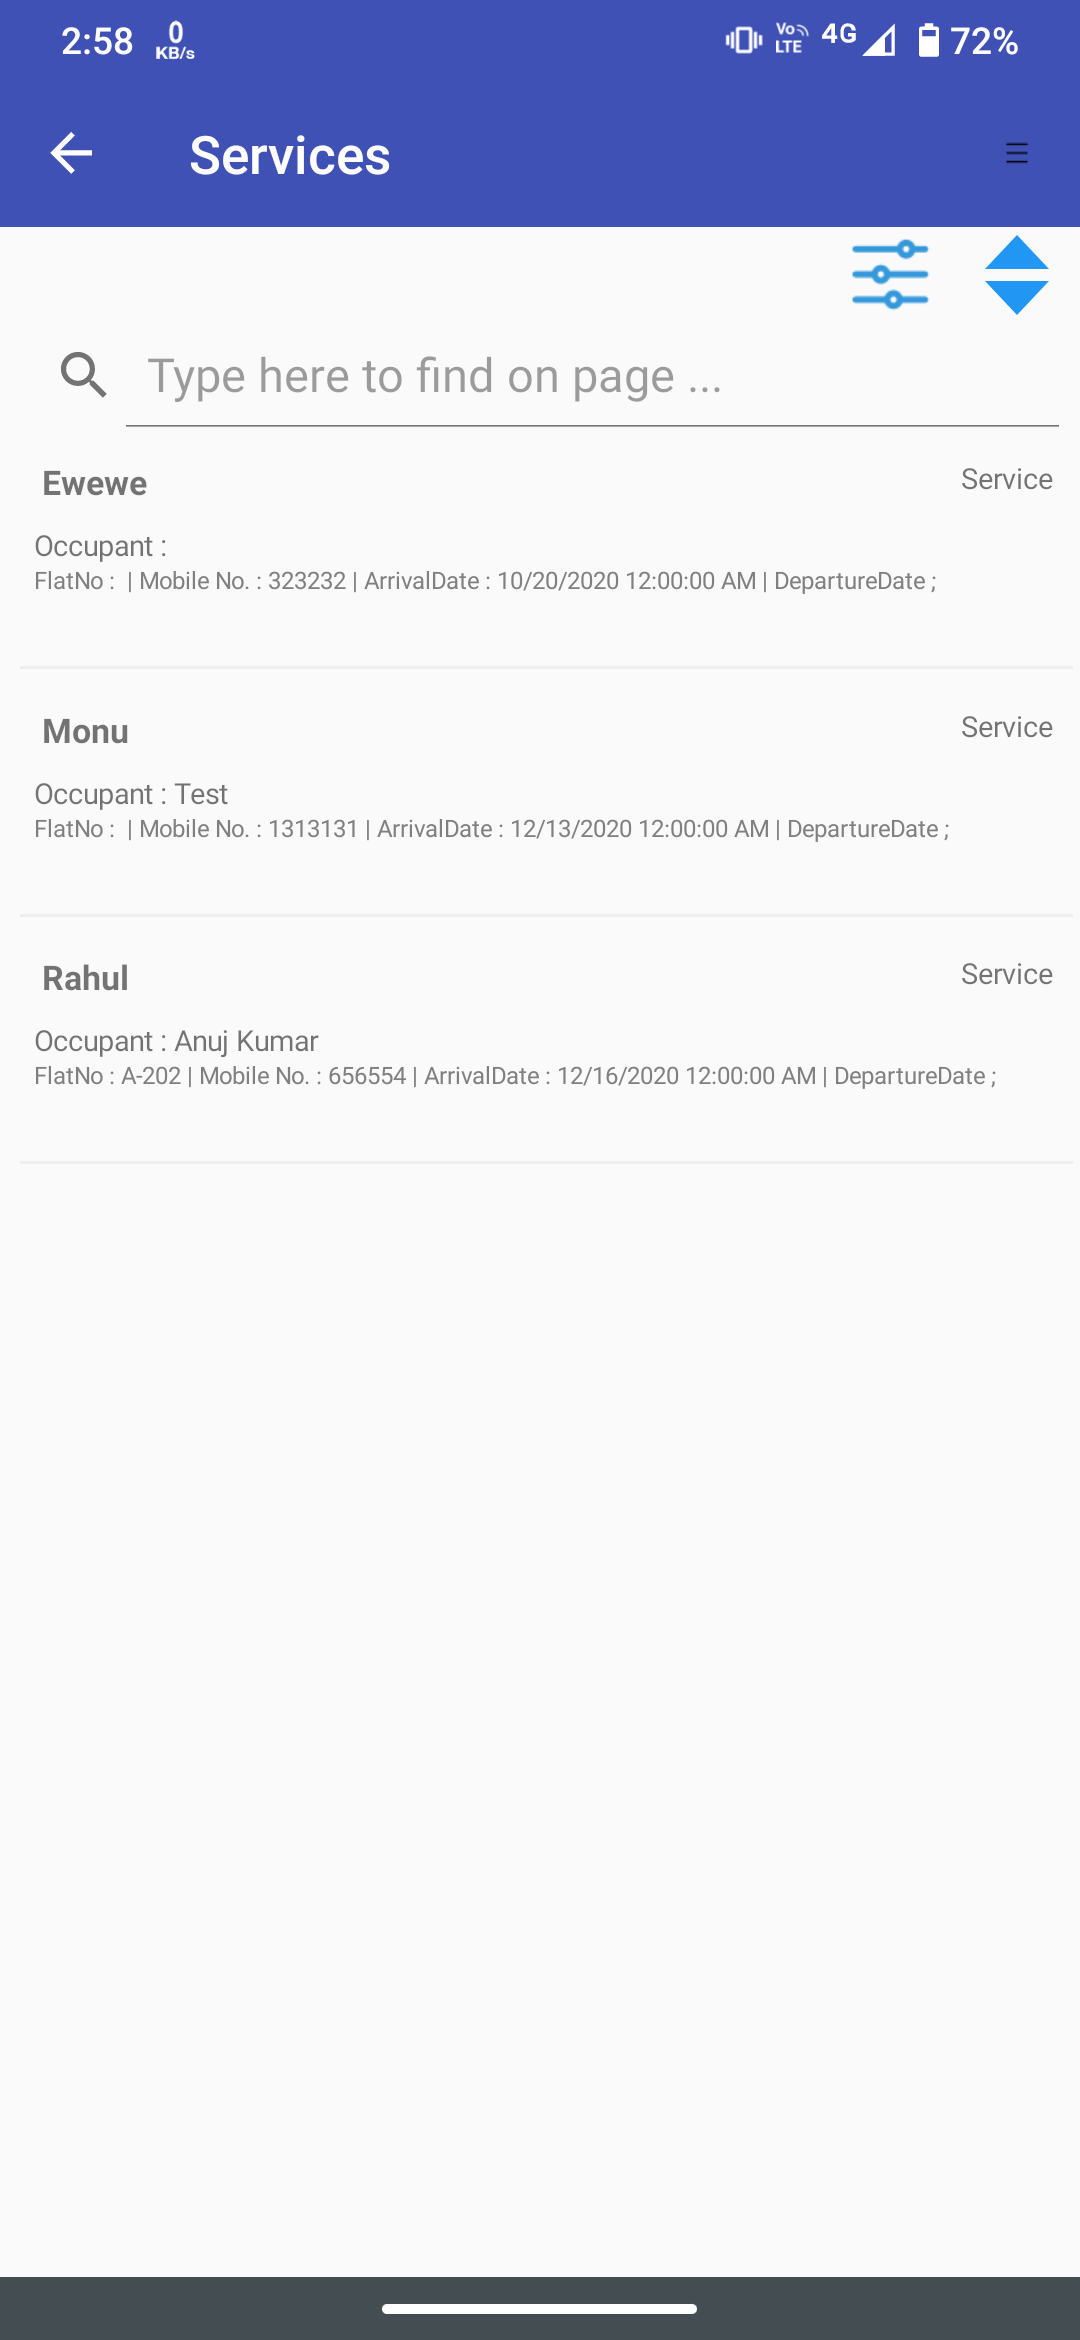 2:58 0 KB/s Vo LTE 4G 72%
Services
Type here to find on page ...
Ewewe Service
Occupant :
FlatNo :  | Mobile No. : 323232 | ArrivalDate : 10/20/2020 12:00:00 AM | DepartureDate ;
Monu Service
Occupant : Test
FlatNo :  | Mobile No. : 1313131 | ArrivalDate : 12/13/2020 12:00:00 AM | DepartureDate ;
Rahul Service
Occupant : Anuj Kumar
FlatNo : A-202 | Mobile No. : 656554 | ArrivalDate : 12/16/2020 12:00:00 AM | DepartureDate ;